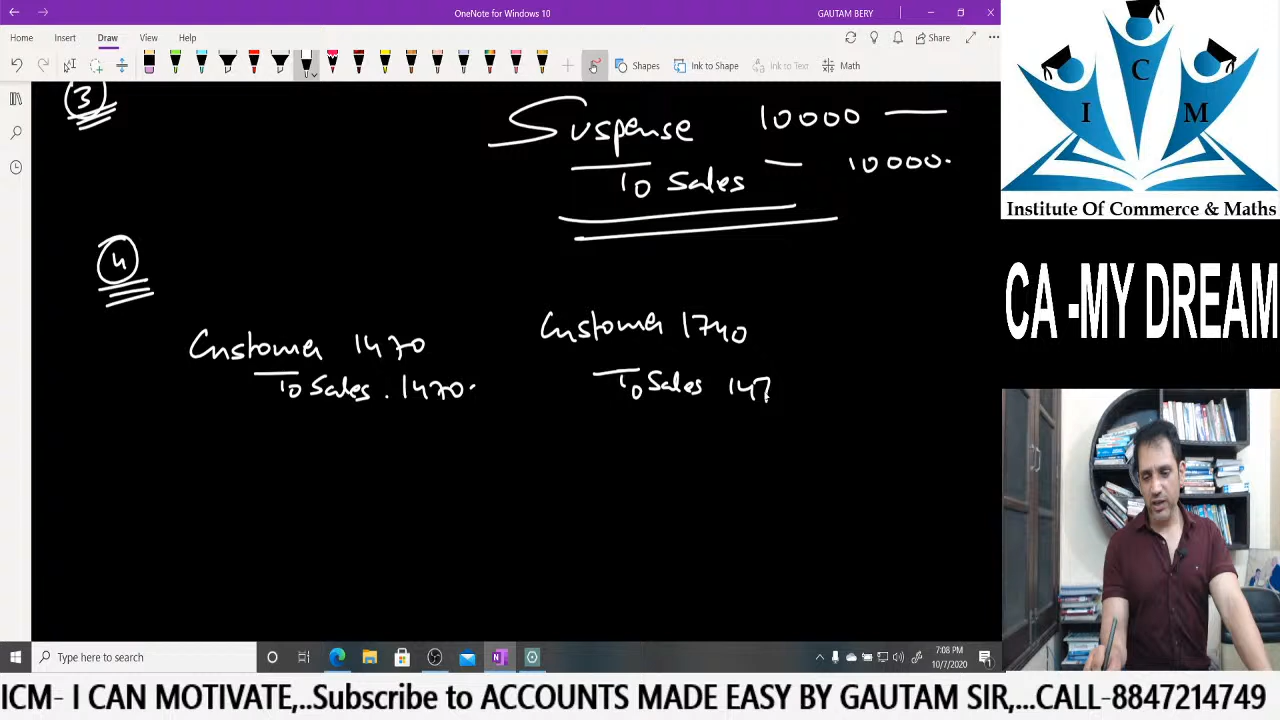 OneNote for Windows 10
GAUTAM BERY
Home Insert Draw View Help
Share
Shapes
Ink to Shape
Ink to Text
Math
3
Suspense 10000 —
To Sales — 10000.
4
Customer 1470
To Sales . 1470.
Customer 1740
To Sales 147
I C M
Institute Of Commerce & Maths
CA -MY DREAM
Type here to search
7:08 PM
10/7/2020
1
ICM- I CAN MOTIVATE,..Subscribe to ACCOUNTS MADE EASY BY GAUTAM SIR,...CALL-8847214749